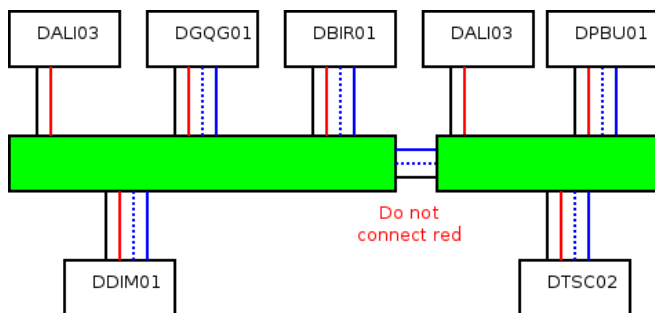 DALI03
DGQG01
DBIR01
DALI03
DPBU01
Do not
connect red
DDIM01
DTSC02